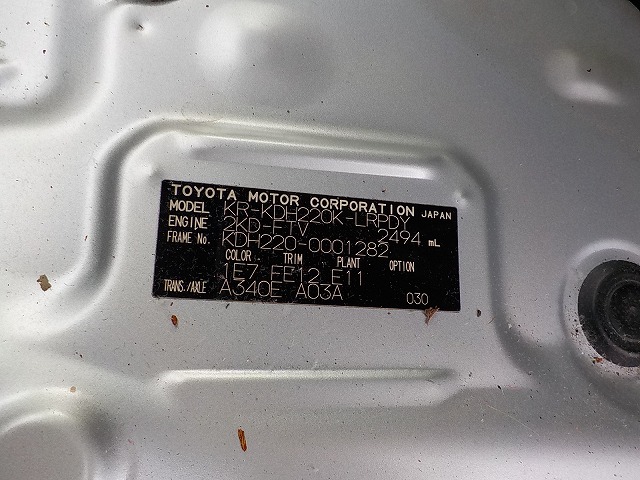 TOYOTA MOTOR CORPORATION JAPAN
MODEL KR-KDH220K-LRPDY
ENGINE 2KD-FTV 2494 mL
FRAME No. KDH220-0001282
COLOR TRIM PLANT OPTION
1E7 FE12 E11
TRANS./AXLE A340E A03A 030